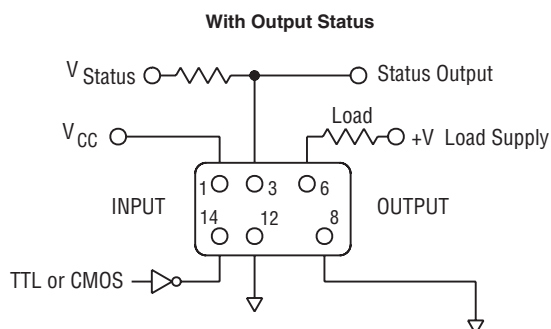 With Output Status
V Status
Status Output
Load
V CC
+V Load Supply
1
3
6
INPUT
OUTPUT
14
12
8
TTL or CMOS